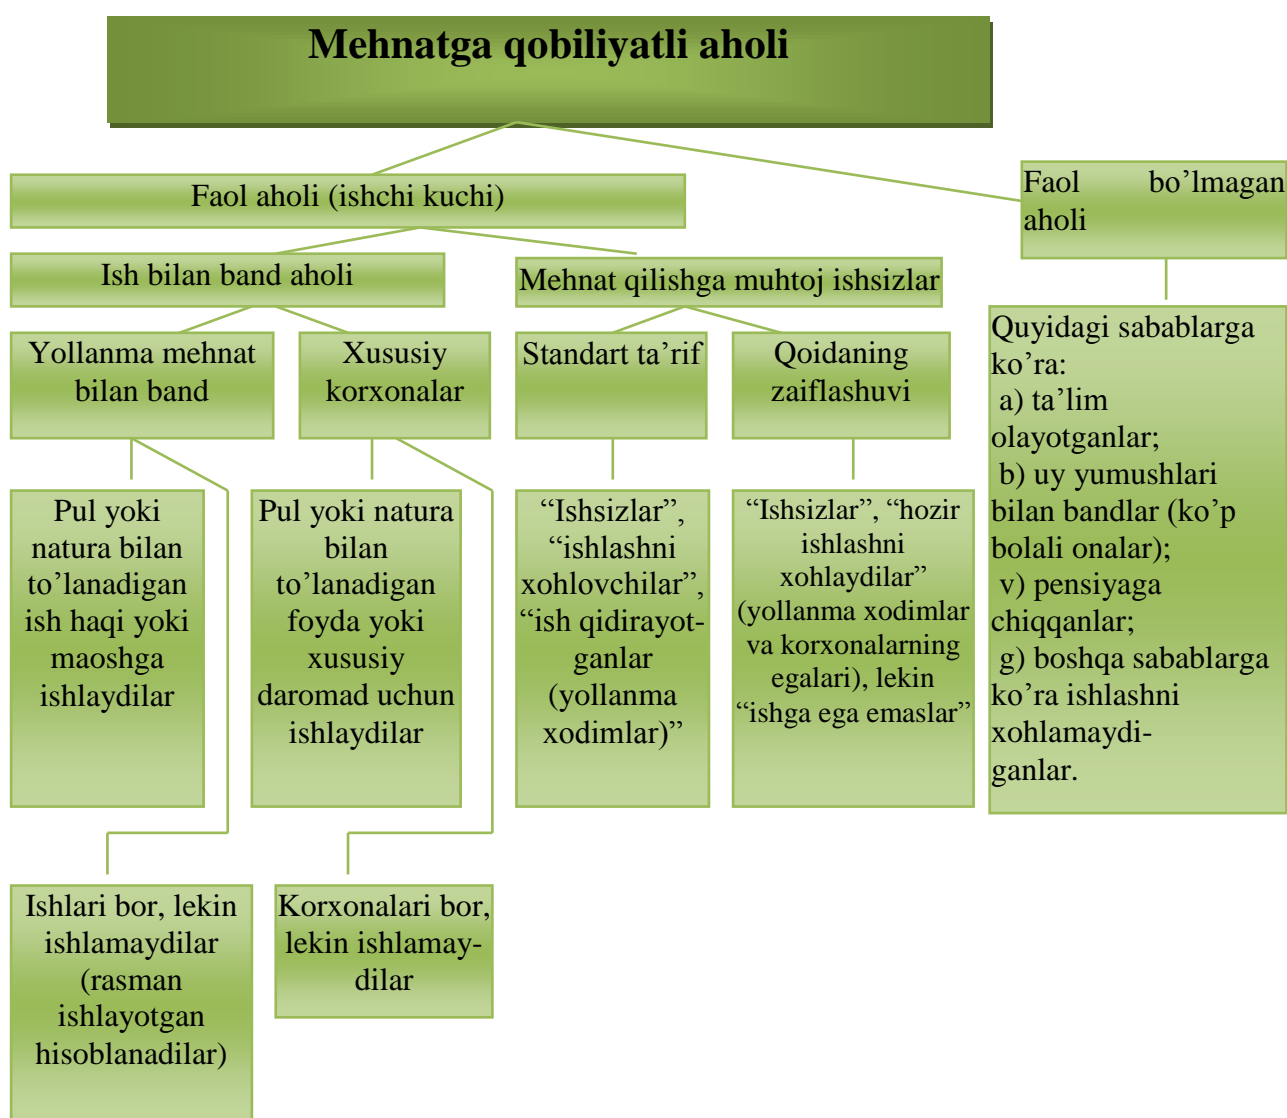 Mehnatga qobiliyatli aholi
Faol aholi (ishchi kuchi)
Faol bo’lmagan
aholi
Ish bilan band aholi
Mehnat qilishga muhtoj ishsizlar
Yollanma mehnat
bilan band
Xususiy
korxonalar
Standart ta’rif
Qoidaning
zaiflashuvi
Quyidagi sabablarga
ko’ra:
a) ta’lim
olayotganlar;
b) uy yumushlari
bilan bandlar (ko’p
bolali onalar);
v) pensiyaga
chiqqanlar;
g) boshqa sabablarga
ko’ra ishlashni
xohlamaydi-
ganlar.
Pul yoki
natura bilan
to’lanadigan
ish haqi yoki
maoshga
ishlaydilar
Pul yoki natura
bilan
to’lanadigan
foyda yoki
xususiy
daromad uchun
ishlaydilar
“Ishsizlar”,
“ishlashni
xohlovchilar”,
“ish qidirayot-
ganlar
(yollanma
xodimlar)”
“Ishsizlar”, “hozir
ishlashni
xohlaydilar”
(yollanma xodimlar
va korxonalarning
egalari), lekin
“ishga ega emaslar”
Ishlari bor, lekin
ishlamaydilar
(rasman
ishlayotgan
hisoblanadilar)
Korxonalari bor,
lekin ishlamay-
dilar